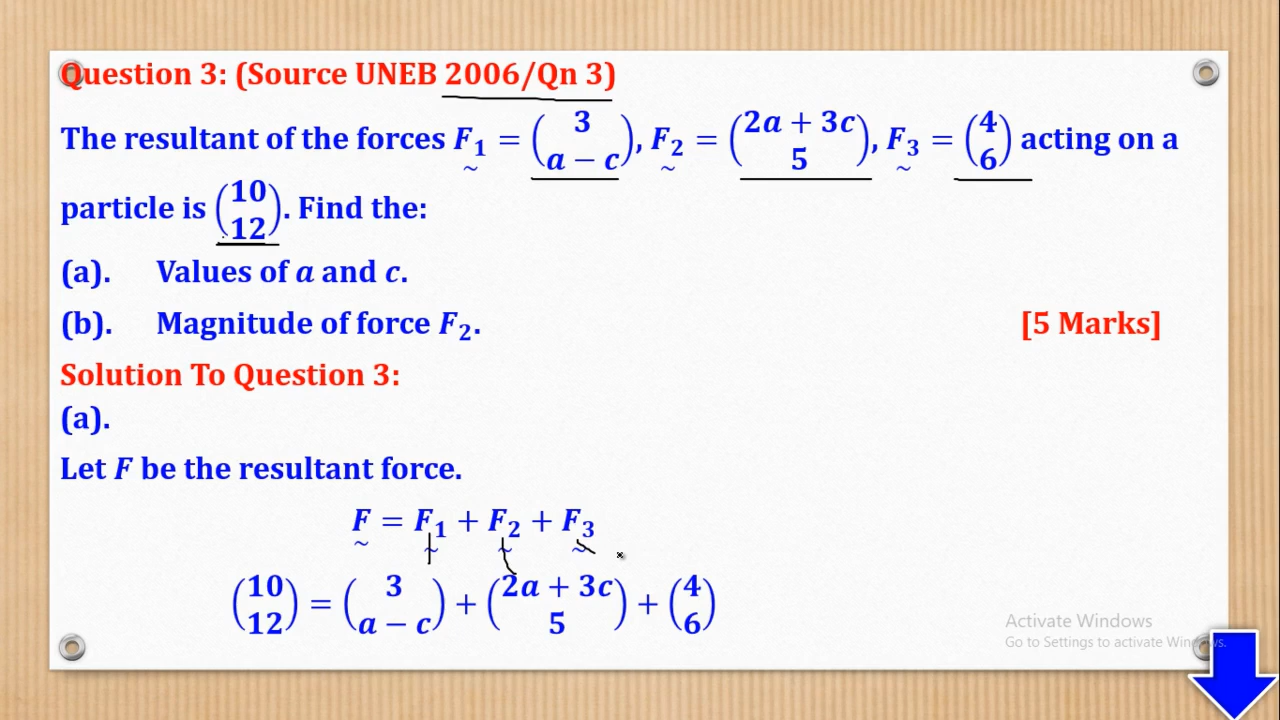 Question 3: (Source UNEB 2006/Qn 3)
The resultant of the forces F₁ = (3 / a − c), F₂ = (2a + 3c / 5), F₃ = (4 / 6) acting on a
particle is (10 / 12). Find the:
(a). Values of a and c.
(b). Magnitude of force F₂. [5 Marks]
Solution To Question 3:
(a).
Let F be the resultant force.
F = F₁ + F₂ + F₃
(10 / 12) = (3 / a − c) + (2a + 3c / 5) + (4 / 6)
Activate Windows
Go to Settings to activate Windows.